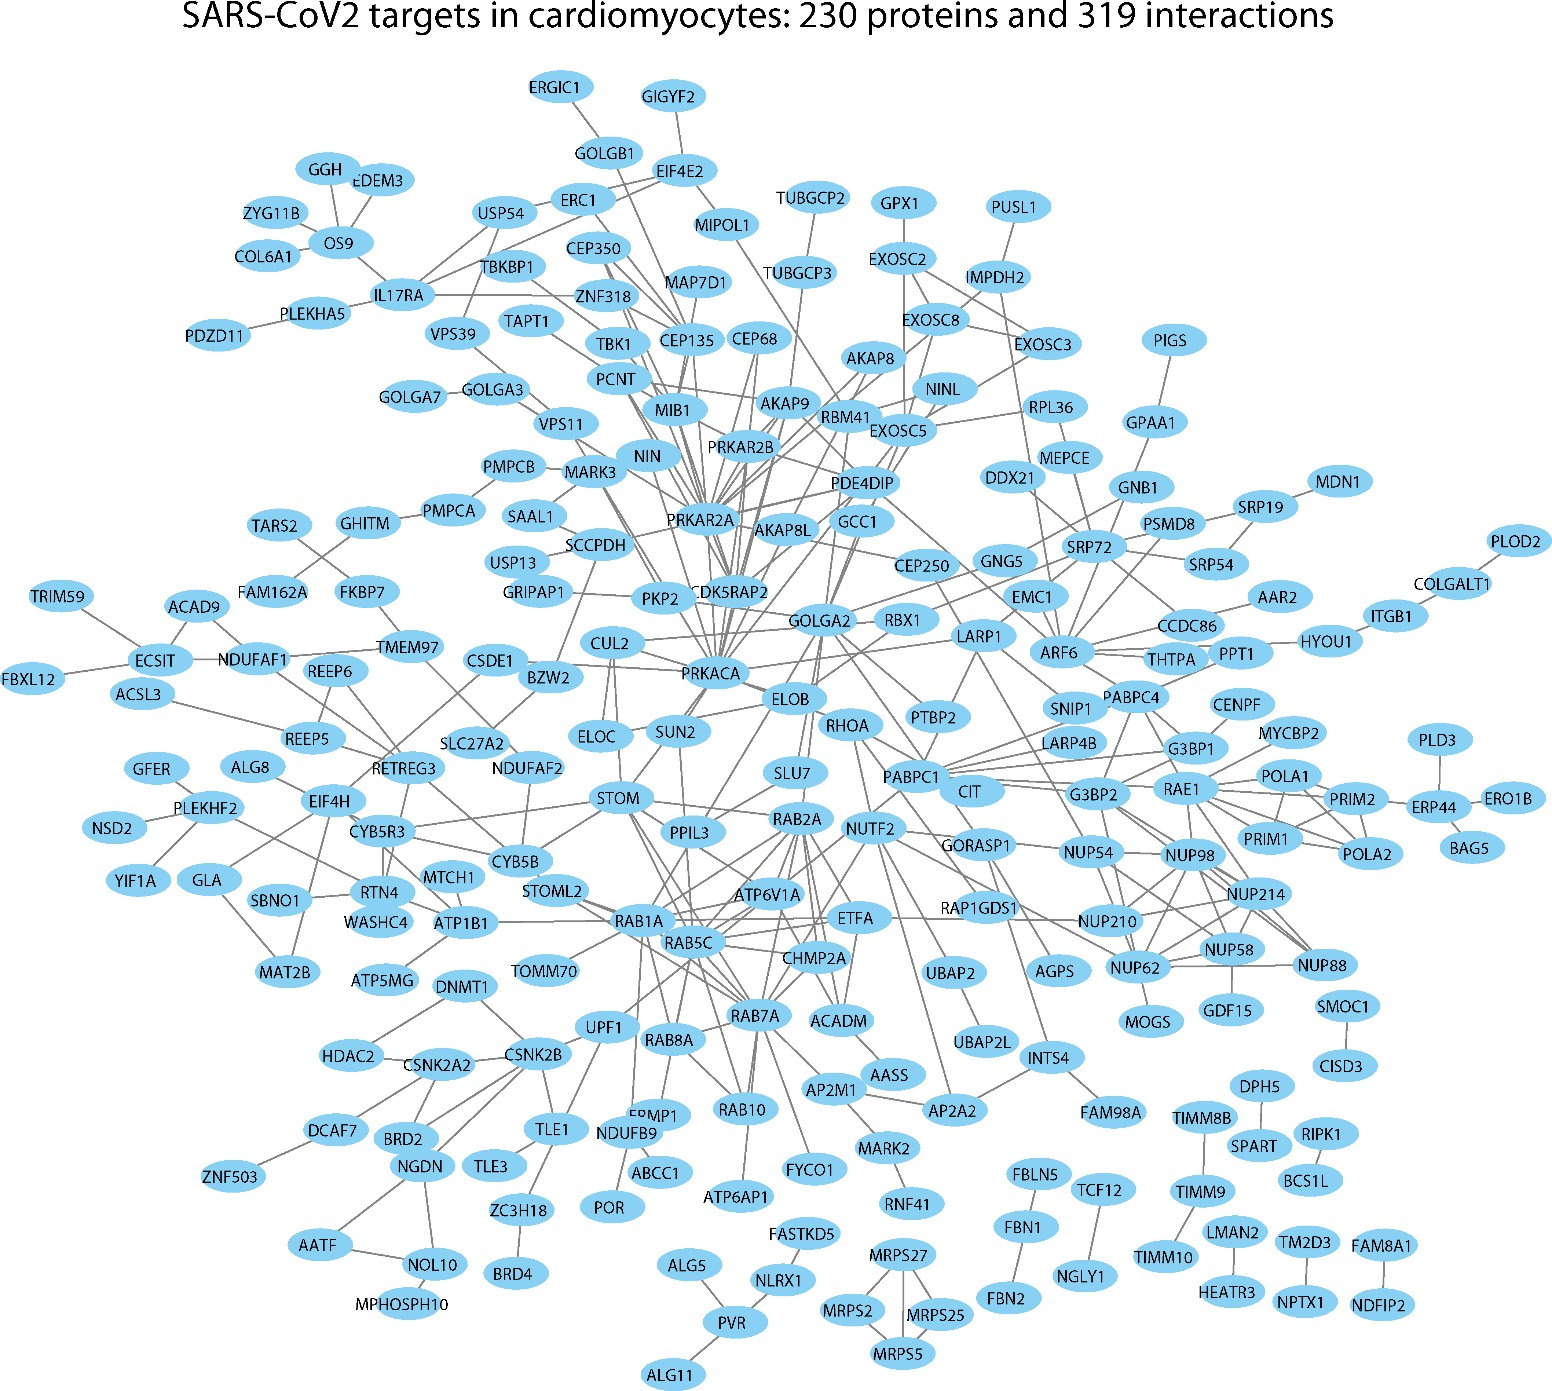 SARS-CoV2 targets in cardiomyocytes: 230 proteins and 319 interactions
ERGIC1
GIGYF2
GOLGB1
GGH
EDEM3
EIF4E2
ERC1
TUBGCP2
GPX1
PUSL1
ZYG11B
USP54
MIPOL1
OS9
COL6A1
CEP350
EXOSC2
TBKBP1
TUBGCP3
IMPDH2
MAP7D1
IL17RA
ZNF318
PLEKHA5
PDZD11
TAPT1
EXOSC8
VPS39
TBK1
CEP135
CEP68
EXOSC3
PIGS
AKAP8
PCNT
GOLGA7
GOLGA3
NINL
MIB1
AKAP9
RBM41
RPL36
VPS11
EXOSC5
GPAA1
PRKAR2B
NIN
MEPCE
PMPCB
MARK3
DDX21
PDE4DIP
GNB1
MDN1
TARS2
GHITM
PMPCA
SAAL1
PRKAR2A
AKAP8L
GCC1
PSMD8
SRP19
SCCPDH
SRP72
PLOD2
USP13
CEP250
GNG5
SRP54
TRIM59
ACAD9
FAM162A
FKBP7
GRIPAP1
PKP2
CDK5RAP2
EMC1
AAR2
COLGALT1
GOLGA2
RBX1
LARP1
CCDC86
ITGB1
FBXL12
ECSIT
NDUFAF1
TMEM97
CUL2
ARF6
THTPA
PPT1
HYOU1
REEP6
CSDE1
BZW2
PRKACA
ACSL3
ELOB
SNIP1
PABPC4
CENPF
REEP5
SLC27A2
ELOC
SUN2
RHOA
PTBP2
LARP4B
G3BP1
MYCBP2
PLD3
GFER
ALG8
RETREG3
NDUFAF2
SLU7
PABPC1
CIT
G3BP2
RAE1
POLA1
PLEKHF2
EIF4H
STOM
PRIM2
ERP44
ERO1B
NSD2
CYB5R3
PPIL3
RAB2A
NUTF2
GORASP1
NUP54
NUP98
PRIM1
POLA2
BAG5
YIF1A
GLA
SBNO1
RTN4
MTCH1
CYB5B
STOML2
ATP6V1A
NUP214
WASHC4
ATP1B1
RAB1A
ETFA
RAP1GDS1
NUP210
RAB5C
NUP58
MAT2B
ATP5MG
DNMT1
TOMM70
CHMP2A
UBAP2
AGPS
NUP62
NUP88
HDAC2
UPF1
RAB7A
ACADM
MOGS
GDF15
SMOC1
CSNK2A2
CSNK2B
RAB8A
UBAP2L
INTS4
CISD3
AASS
AP2M1
DPH5
DCAF7
BRD2
TLE1
ERMP1
RAB10
AP2A2
FAM98A
TIMM8B
SPART
RIPK1
NDUFB9
ZNF503
NGDN
TLE3
ABCC1
FYCO1
MARK2
FBLN5
BCS1L
ZC3H18
POR
ATP6AP1
RNF41
TCF12
TIMM9
AATF
FASTKD5
FBN1
LMAN2
TM2D3
FAM8A1
NOL10
BRD4
ALG5
NLRX1
MRPS27
TIMM10
MPHOSPH10
MRPS2
MRPS25
FBN2
NGLY1
HEATR3
NPTX1
NDFIP2
PVR
MRPS5
ALG11